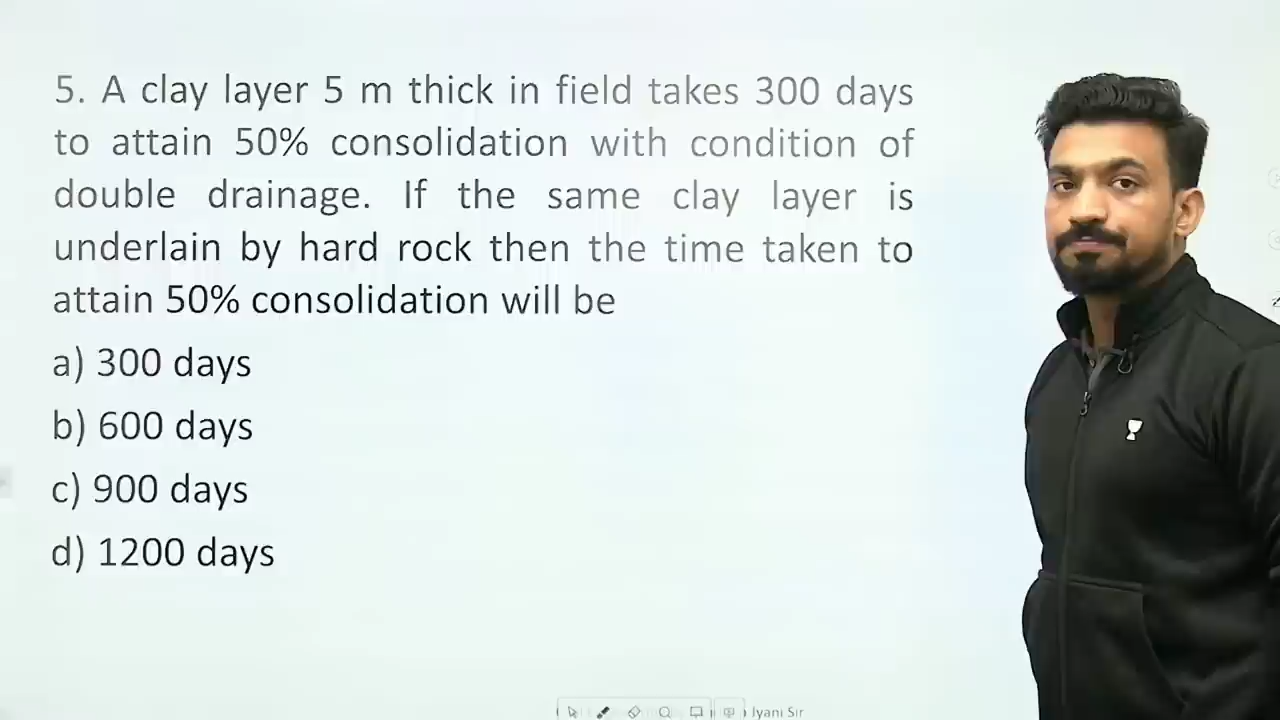 5. A clay layer 5 m thick in field takes 300 days
to attain 50% consolidation with condition of
double drainage. If the same clay layer is
underlain by hard rock then the time taken to
attain 50% consolidation will be
a) 300 days
b) 600 days
c) 900 days
d) 1200 days
Jyani Sir